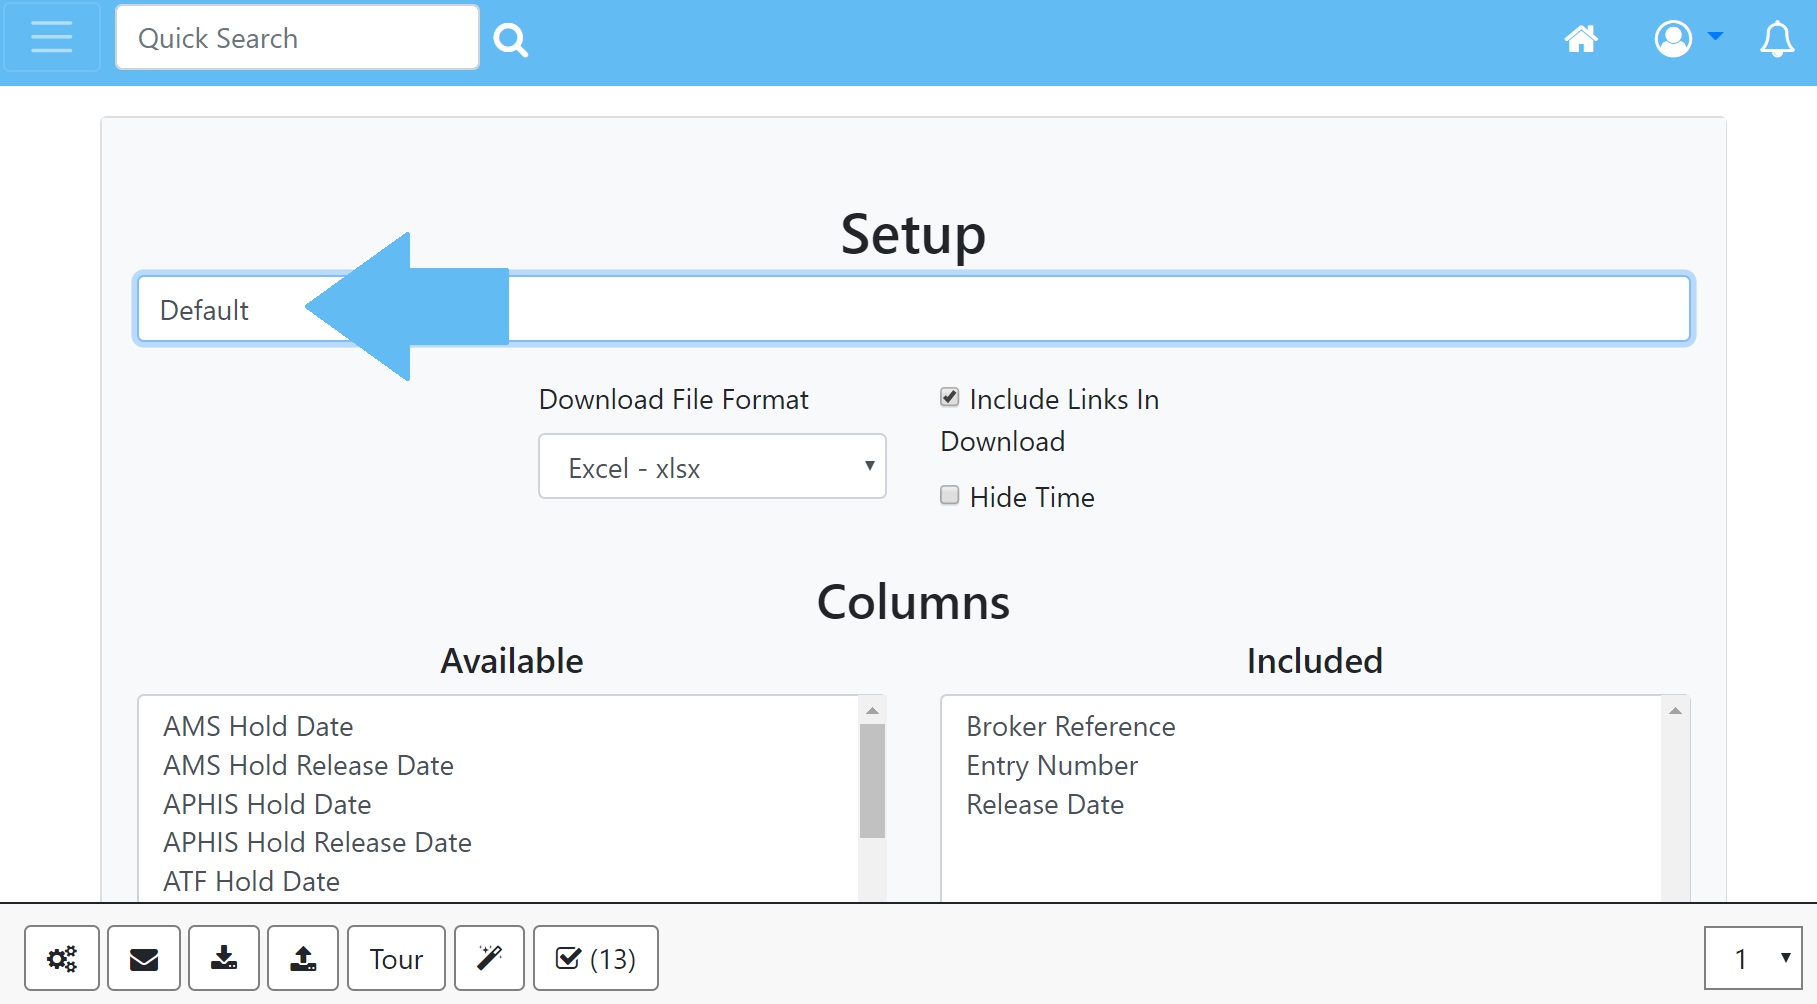 Quick Search
Setup
Default
Download File Format
Include Links In
Download
Excel - xlsx
Hide Time
Columns
Available
Included
AMS Hold Date
AMS Hold Release Date
APHIS Hold Date
APHIS Hold Release Date
ATF Hold Date
Broker Reference
Entry Number
Release Date
Tour
(13)
1